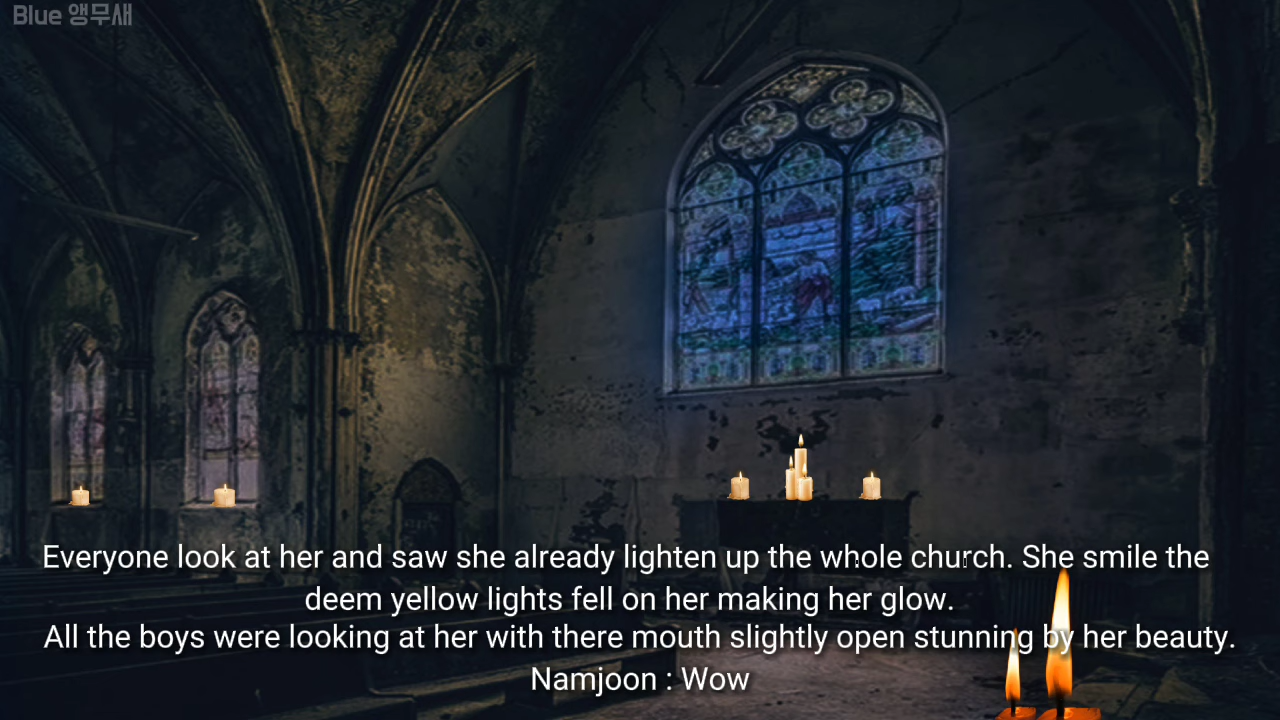 Blue 앵무새
Everyone look at her and saw she already lighten up the whole church. She smile the
deem yellow lights fell on her making her glow.
All the boys were looking at her with there mouth slightly open stunning by her beauty.
Namjoon : Wow